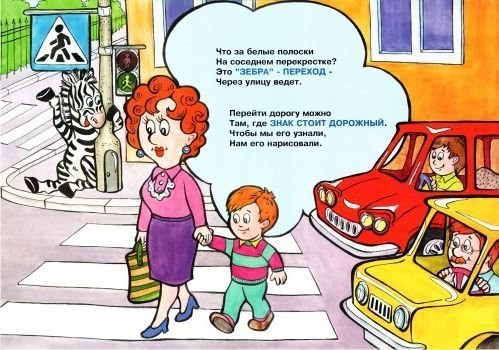 Что за белые полоски
На соседнем перекрестке?
Это "ЗЕБРА" - ПЕРЕХОД -
Через улицу ведет.
Перейти дорогу можно
Там, где ЗНАК СТОИТ ДОРОЖНЫЙ.
Чтобы мы его узнали,
Нам его нарисовали.